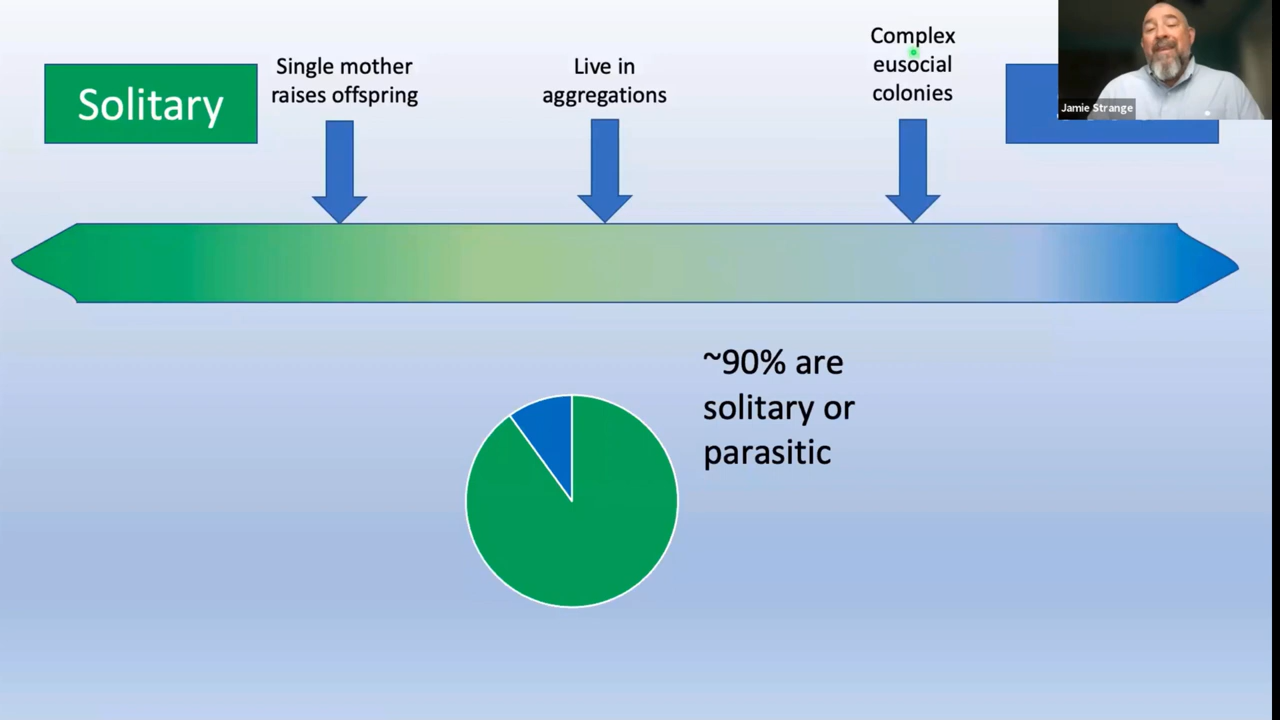 Solitary
Single mother
raises offspring
Live in
aggregations
Complex
eusocial
colonies
Jamie Strange
~90% are
solitary or
parasitic